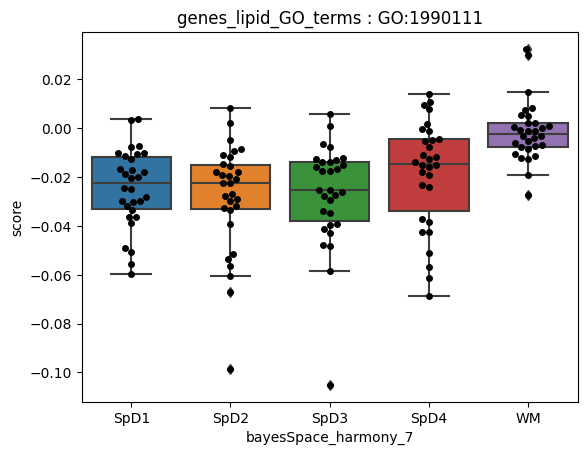 genes_lipid_GO_terms : GO:1990111
0.02
0.00
−0.02
−0.04
−0.06
−0.08
−0.10
score
SpD1 SpD2 SpD3 SpD4 WM
bayesSpace_harmony_7